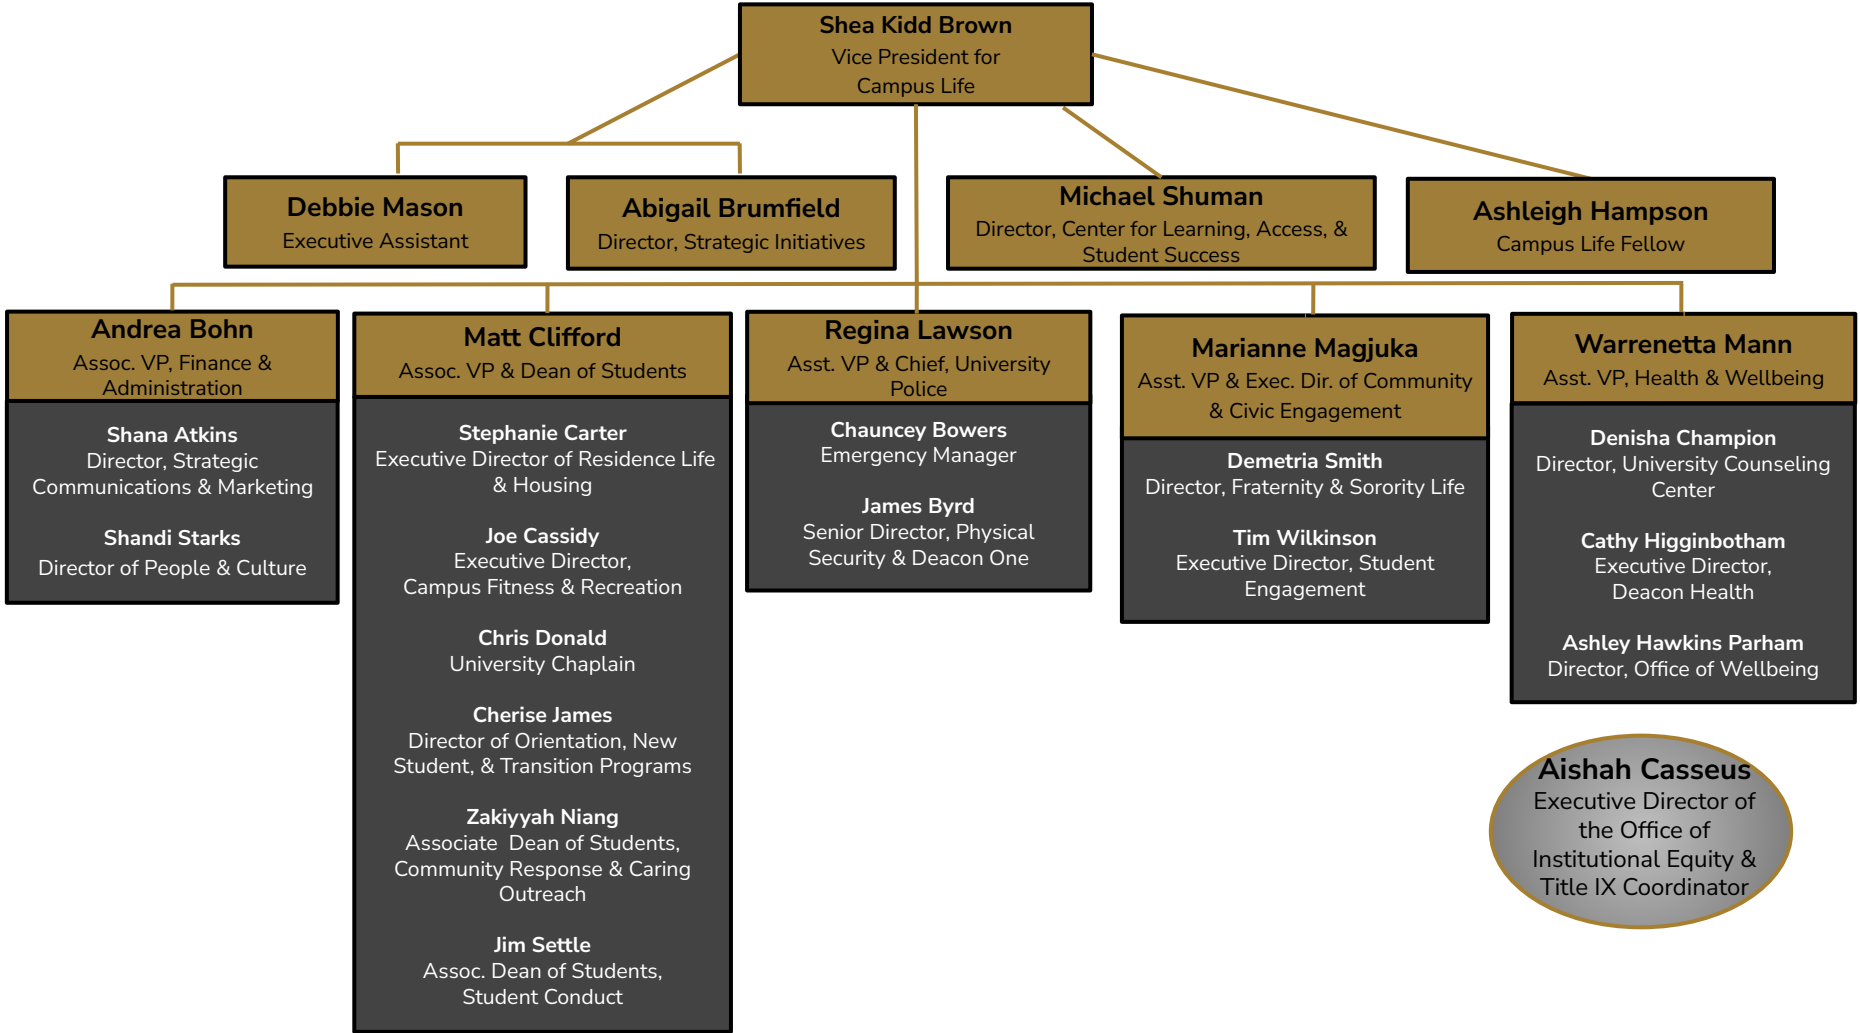 Shea Kidd Brown
Vice President for
Campus Life
Debbie Mason
Executive Assistant
Abigail Brumfield
Director, Strategic Initiatives
Michael Shuman
Director, Center for Learning, Access, &
Student Success
Ashleigh Hampson
Campus Life Fellow
Andrea Bohn
Assoc. VP, Finance &
Administration
Shana Atkins
Director, Strategic
Communications & Marketing
Shandi Starks
Director of People & Culture
Matt Clifford
Assoc. VP & Dean of Students
Stephanie Carter
Executive Director of Residence Life
& Housing
Joe Cassidy
Executive Director,
Campus Fitness & Recreation
Chris Donald
University Chaplain
Cherise James
Director of Orientation, New
Student, & Transition Programs
Zakiyyah Niang
Associate Dean of Students,
Community Response & Caring
Outreach
Jim Settle
Assoc. Dean of Students,
Student Conduct
Regina Lawson
Asst. VP & Chief, University
Police
Chauncey Bowers
Emergency Manager
James Byrd
Senior Director, Physical
Security & Deacon One
Marianne Magjuka
Asst. VP & Exec. Dir. of Community
& Civic Engagement
Demetria Smith
Director, Fraternity & Sorority Life
Tim Wilkinson
Executive Director, Student
Engagement
Warrenetta Mann
Asst. VP, Health & Wellbeing
Denisha Champion
Director, University Counseling
Center
Cathy Higginbotham
Executive Director,
Deacon Health
Ashley Hawkins Parham
Director, Office of Wellbeing
Aishah Casseus
Executive Director of
the Office of
Institutional Equity &
Title IX Coordinator